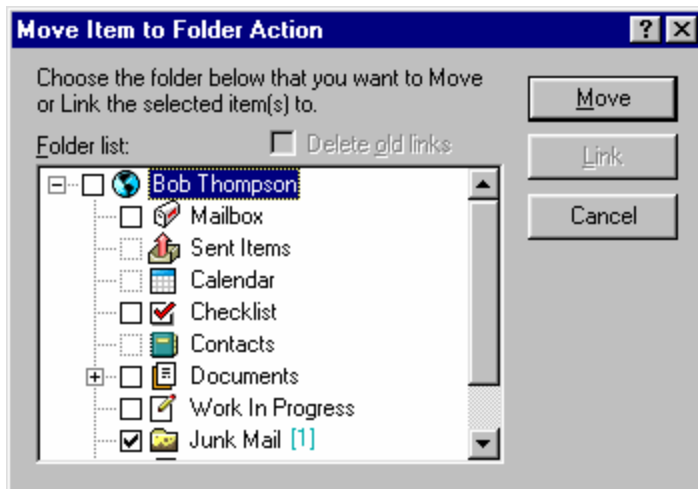 Move Item to Folder Action
Choose the folder below that you want to Move
or Link the selected item(s) to.
Folder list:
Delete old links
Bob Thompson
Mailbox
Sent Items
Calendar
Checklist
Contacts
Documents
Work In Progress
Junk Mail [1]
Move
Link
Cancel